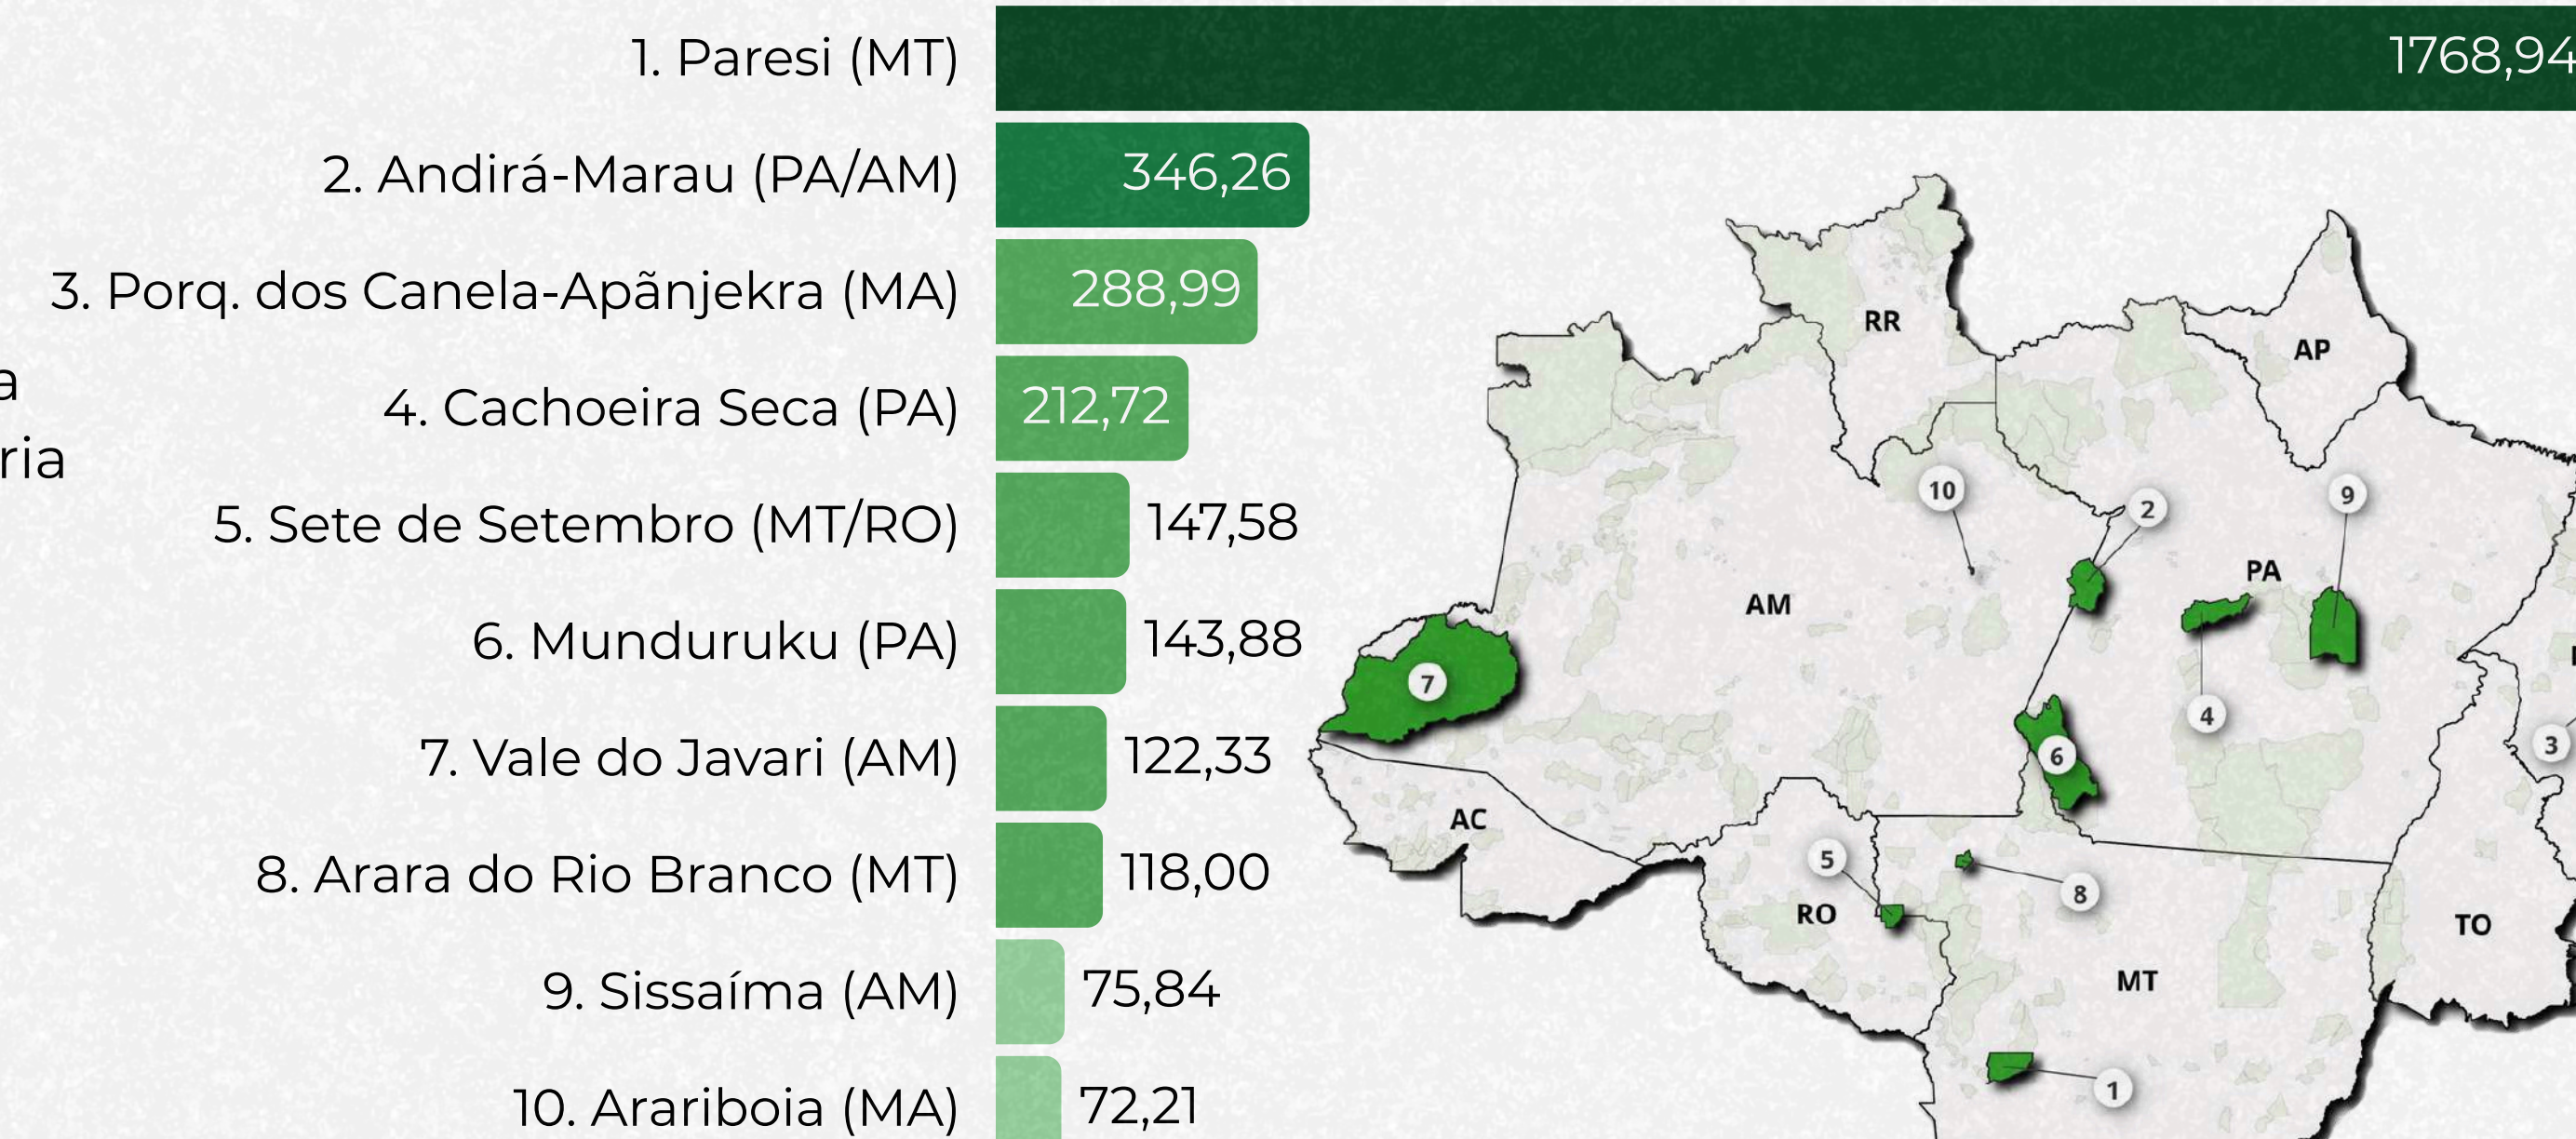 1. Paresi (MT) 1768,94
2. Andirá-Marau (PA/AM) 346,26
3. Porq. dos Canela-Apãnjekra (MA) 288,99
a
4. Cachoeira Seca (PA) 212,72
ria
5. Sete de Setembro (MT/RO) 147,58
6. Munduruku (PA) 143,88
7. Vale do Javari (AM) 122,33
8. Arara do Rio Branco (MT) 118,00
9. Sissaíma (AM) 75,84
10. Arariboia (MA) 72,21
RR
AP
10
2
9
PA
AM
7
4
6
3
AC
5
8
RO
TO
MT
1